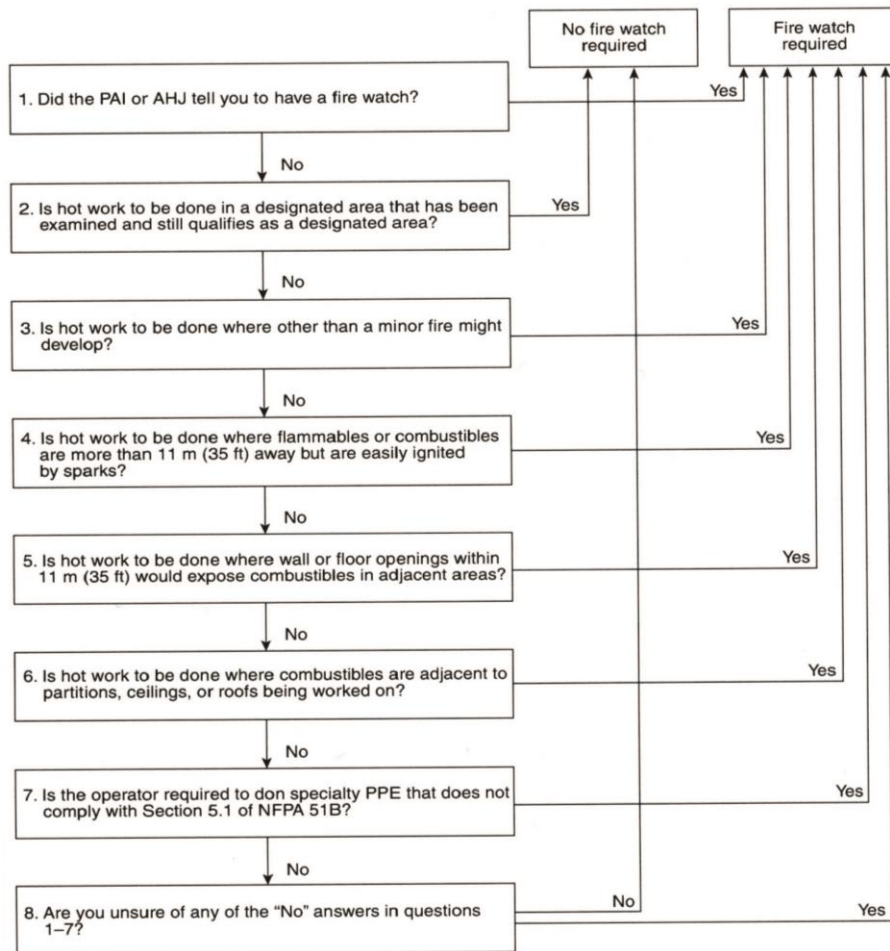 No fire watch
required
Fire watch
required
1. Did the PAI or AHJ tell you to have a fire watch?
Yes
No
2. Is hot work to be done in a designated area that has been
examined and still qualifies as a designated area?
Yes
No
3. Is hot work to be done where other than a minor fire might
develop?
Yes
No
4. Is hot work to be done where flammables or combustibles
are more than 11 m (35 ft) away but are easily ignited
by sparks?
Yes
No
5. Is hot work to be done where wall or floor openings within
11 m (35 ft) would expose combustibles in adjacent areas?
Yes
No
6. Is hot work to be done where combustibles are adjacent to
partitions, ceilings, or roofs being worked on?
Yes
No
7. Is the operator required to don specialty PPE that does not
comply with Section 5.1 of NFPA 51B?
Yes
No
8. Are you unsure of any of the “No” answers in questions
1–7?
No
Yes